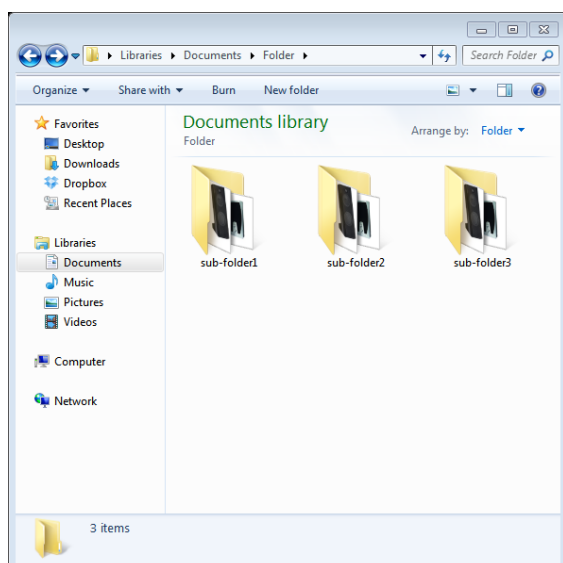 Libraries Documents Folder
Search Folder
Organize Share with Burn New folder
Favorites
Desktop
Downloads
Dropbox
Recent Places
Libraries
Documents
Music
Pictures
Videos
Computer
Network
Documents library
Folder
Arrange by: Folder
sub-folder1 sub-folder2 sub-folder3
3 items